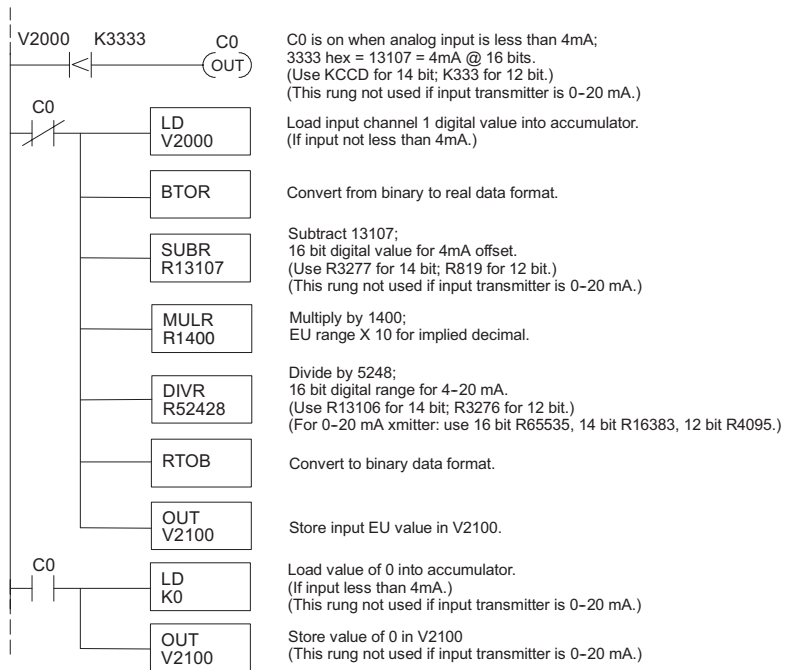 V2000 K3333 C0
<
OUT
C0 is on when analog input is less than 4mA;
3333 hex = 13107 = 4mA @ 16 bits.
(Use KCCD for 14 bit; K333 for 12 bit.)
(This rung not used if input transmitter is 0-20 mA.)
C0
LD
V2000
Load input channel 1 digital value into accumulator.
(If input not less than 4mA.)
BTOR
Convert from binary to real data format.
SUBR
R13107
Subtract 13107;
16 bit digital value for 4mA offset.
(Use R3277 for 14 bit; R819 for 12 bit.)
(This rung not used if input transmitter is 0-20 mA.)
MULR
R1400
Multiply by 1400;
EU range X 10 for implied decimal.
DIVR
R52428
Divide by 5248;
16 bit digital range for 4-20 mA.
(Use R13106 for 14 bit; R3276 for 12 bit.)
(For 0-20 mA xmitter: use 16 bit R65535, 14 bit R16383, 12 bit R4095.)
RTOB
Convert to binary data format.
OUT
V2100
Store input EU value in V2100.
C0
LD
K0
Load value of 0 into accumulator.
(If input less than 4mA.)
(This rung not used if input transmitter is 0-20 mA.)
OUT
V2100
Store value of 0 in V2100
(This rung not used if input transmitter is 0-20 mA.)